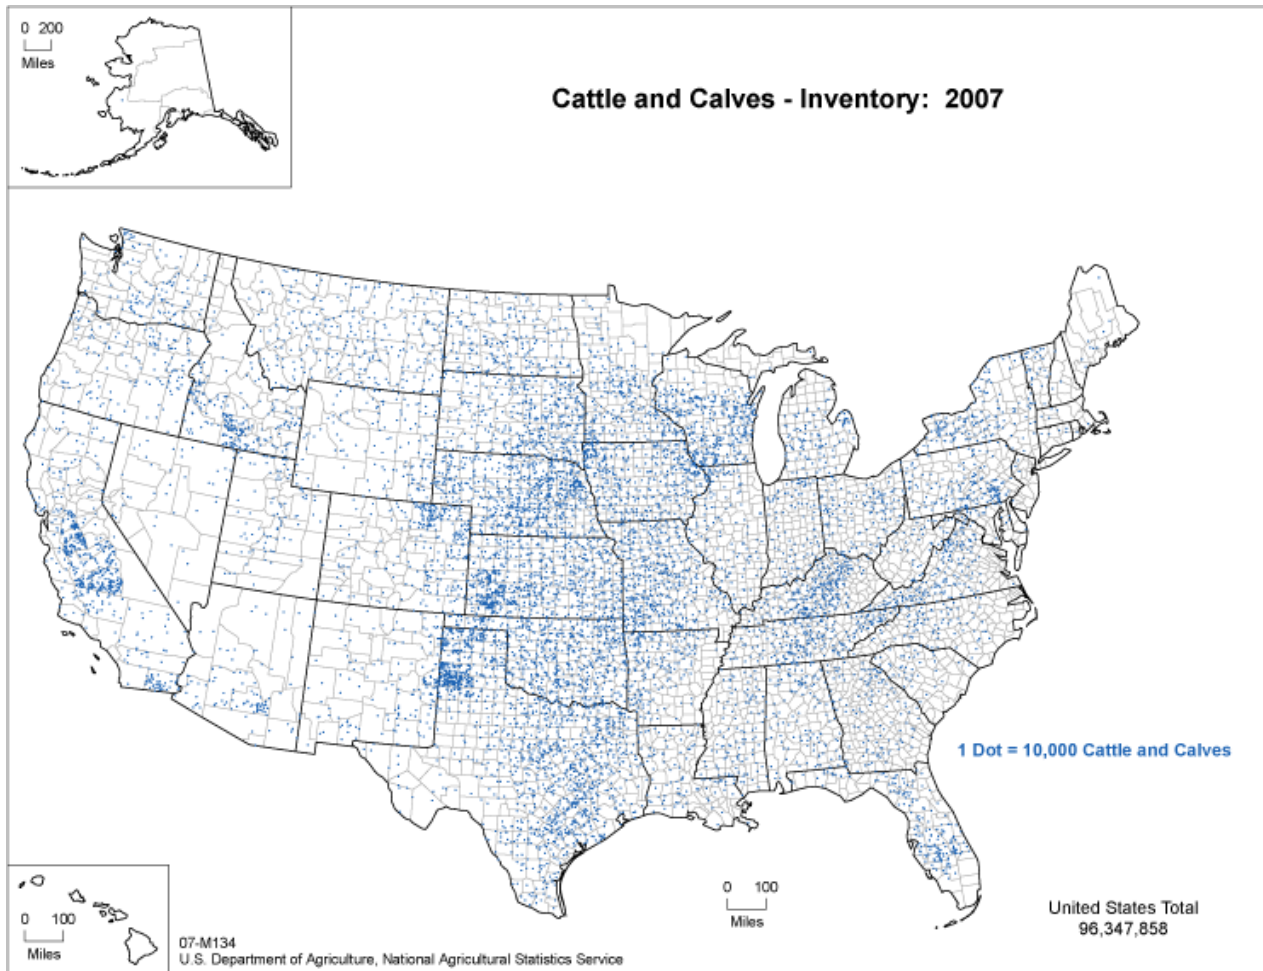 0 200
Miles
Cattle and Calves - Inventory: 2007
1 Dot = 10,000 Cattle and Calves
0 100
Miles
United States Total
96,347,858
0 100
Miles
07-M134
U.S. Department of Agriculture, National Agricultural Statistics Service